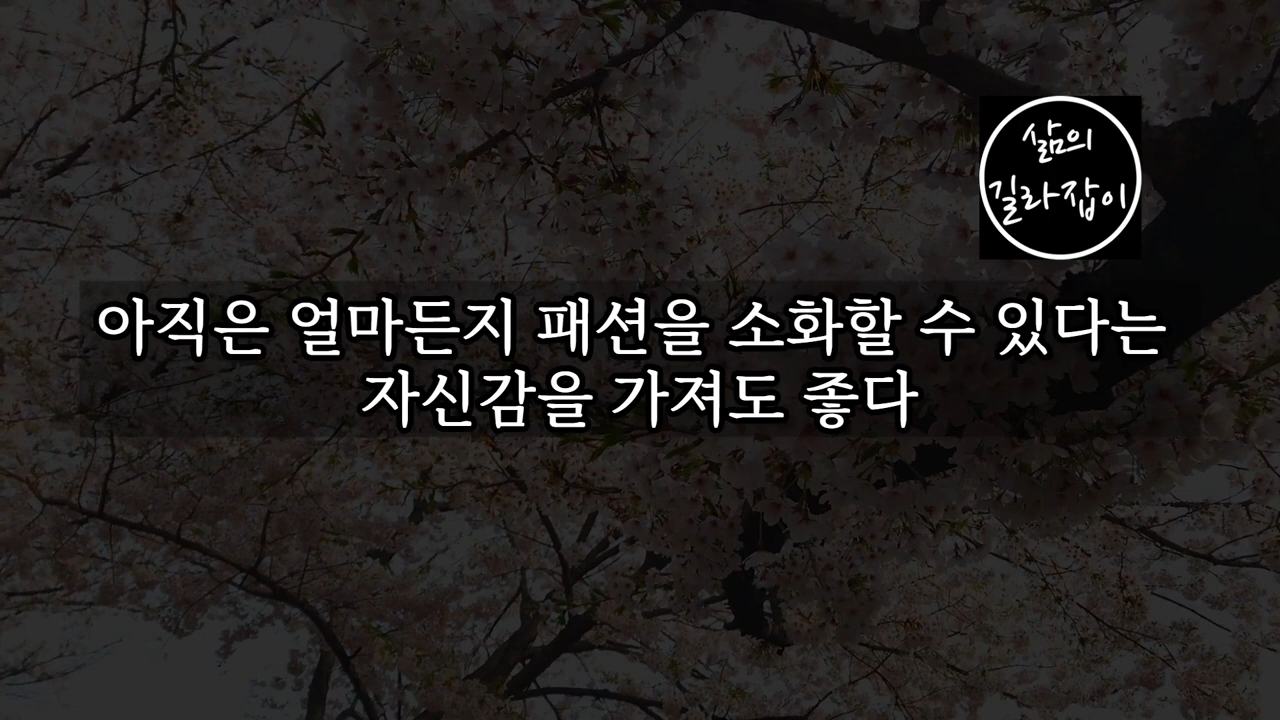 삶의
길라잡이
아직은 얼마든지 패션을 소화할 수 있다는
자신감을 가져도 좋다